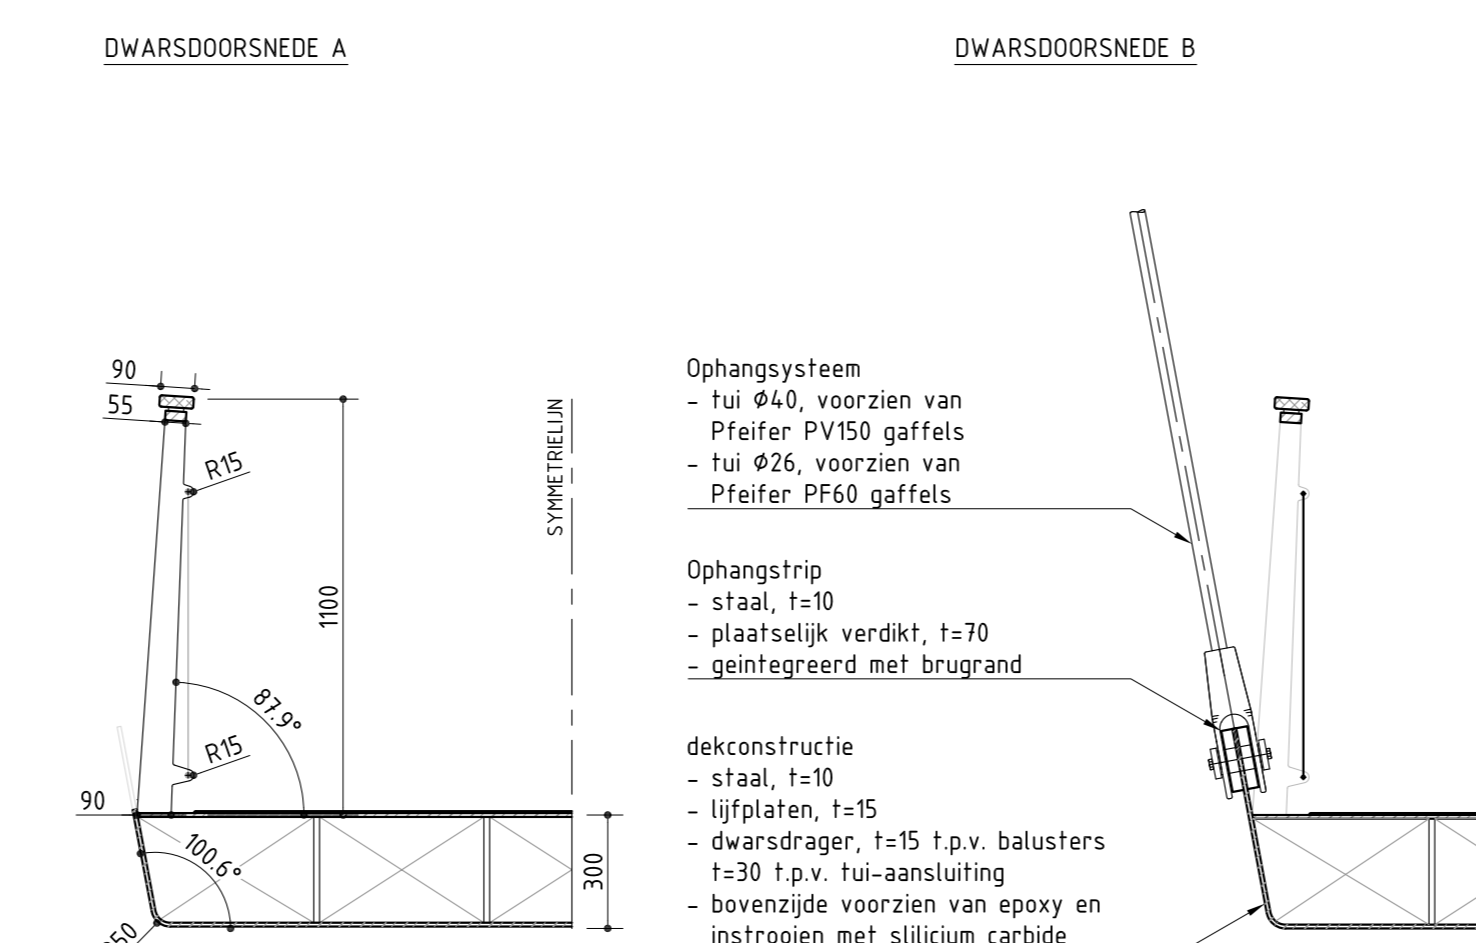 DWARSDOORSNEDE A
DWARSDOORSNEDE B
90
55
R15
1100
SYMMETRIELIJN
87.9°
R15
90
100.6°
300
Ophangsysteem
- tui Ø40, voorzien van
Pfeifer PV150 gaffels
- tui Ø26, voorzien van
Pfeifer PF60 gaffels
Ophangstrip
- staal, t=10
- plaatselijk verdikt, t=70
- geintegreerd met brugrand
dekconstructie
- staal, t=10
- lijfplaten, t=15
- dwarsdrager, t=15 t.p.v. balusters
t=30 t.p.v. tui-aansluiting
- bovenzijde voorzien van epoxy en
instrooien met slilicium carbide